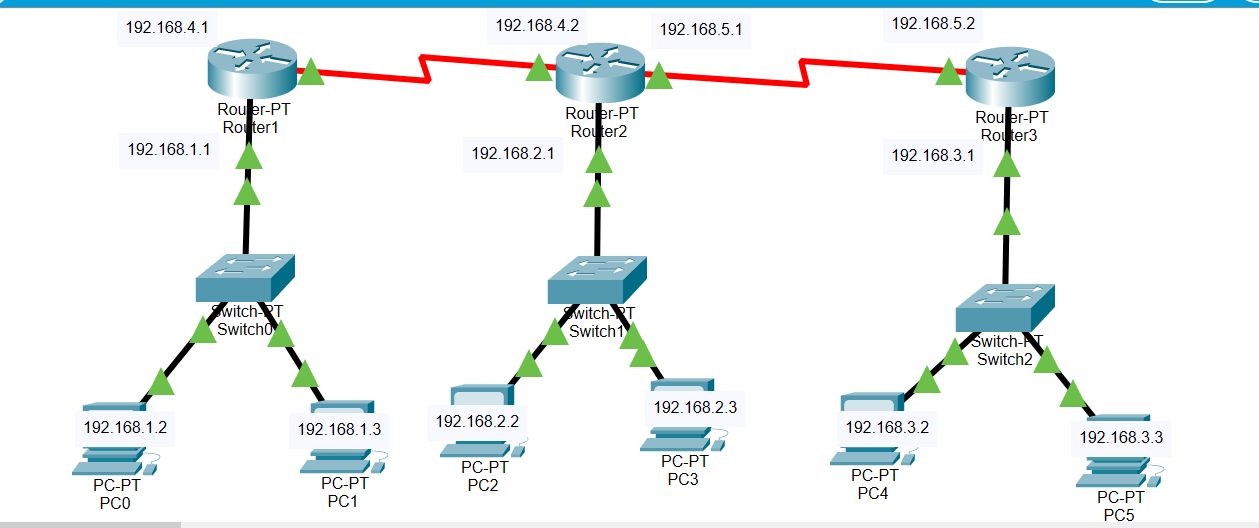 192.168.4.1
192.168.4.2
192.168.5.1
192.168.5.2
Router-PT
Router1
Router-PT
Router2
Router-PT
Router3
192.168.1.1
192.168.2.1
192.168.3.1
Switch-PT
Switch0
Switch-PT
Switch1
Switch-PT
Switch2
192.168.1.2
192.168.1.3
192.168.2.2
192.168.2.3
192.168.3.2
192.168.3.3
PC-PT
PC0
PC-PT
PC1
PC-PT
PC2
PC-PT
PC3
PC-PT
PC4
PC-PT
PC5